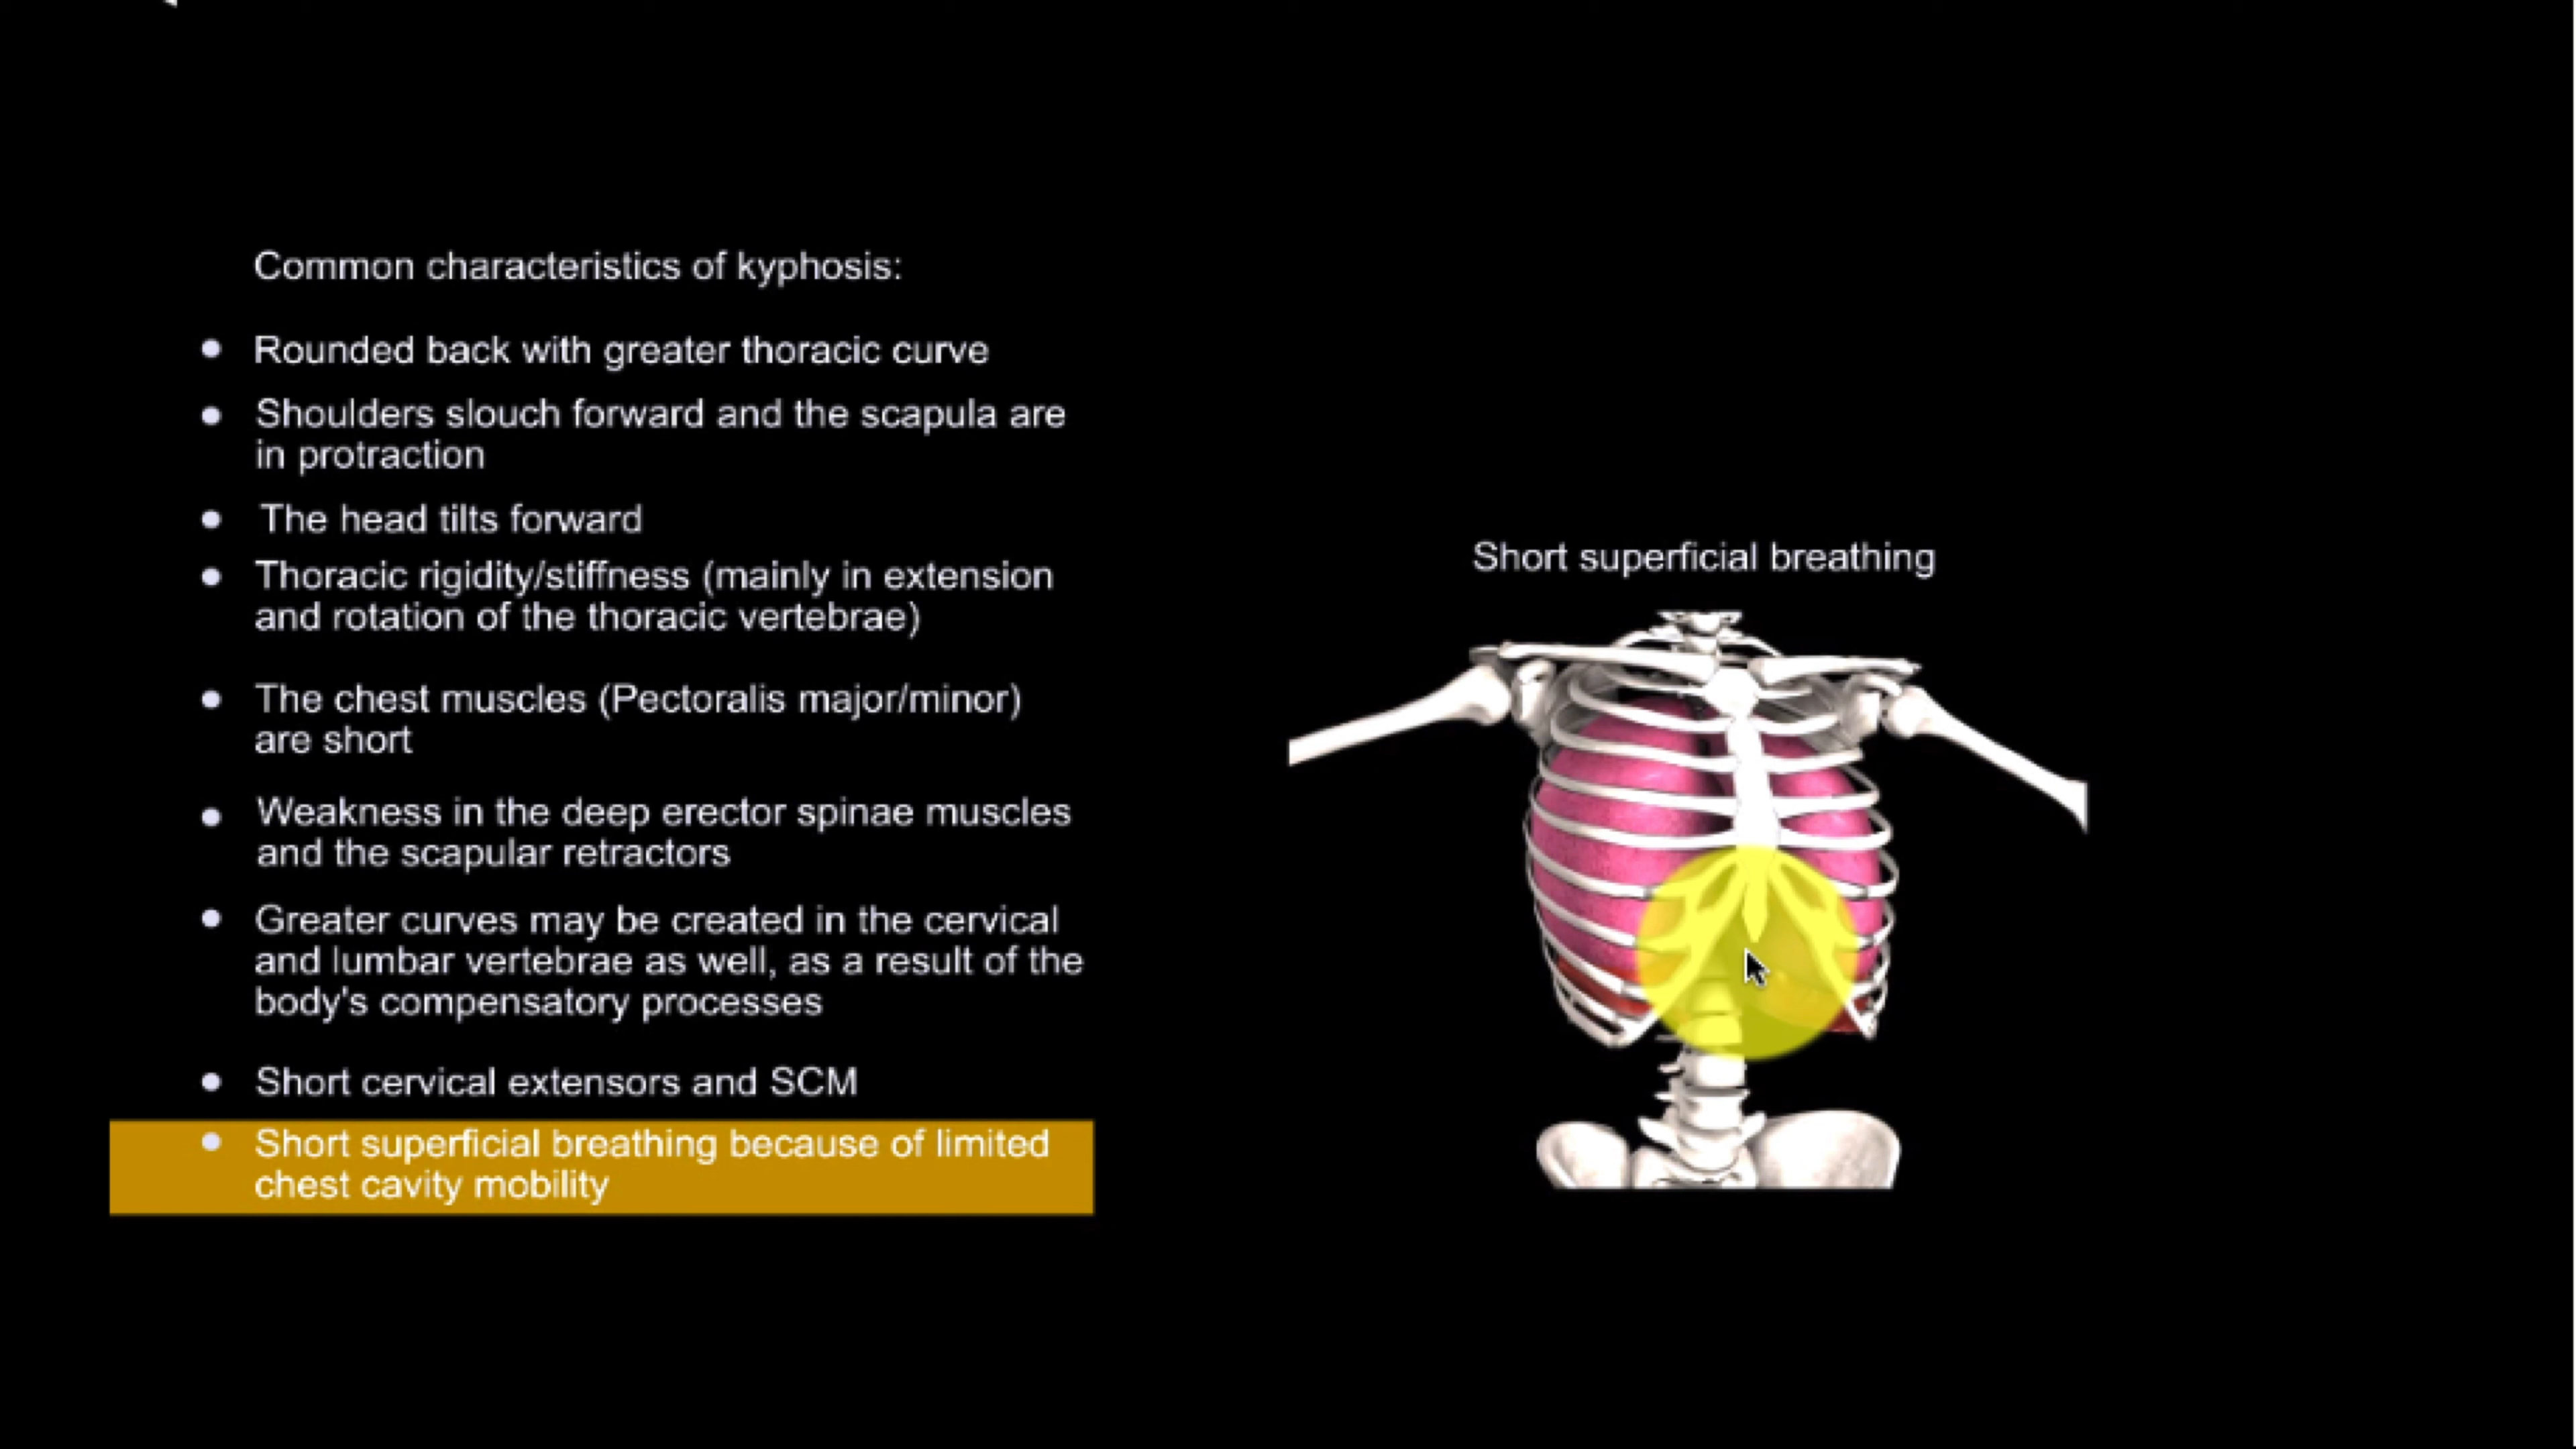 Common characteristics of kyphosis:
Rounded back with greater thoracic curve
Shoulders slouch forward and the scapula are
in protraction
The head tilts forward
Thoracic rigidity/stiffness (mainly in extension
and rotation of the thoracic vertebrae)
The chest muscles (Pectoralis major/minor)
are short
Weakness in the deep erector spinae muscles
and the scapular retractors
Greater curves may be created in the cervical
and lumbar vertebrae as well, as a result of the
body's compensatory processes
Short cervical extensors and SCM
Short superficial breathing because of limited
chest cavity mobility
Short superficial breathing